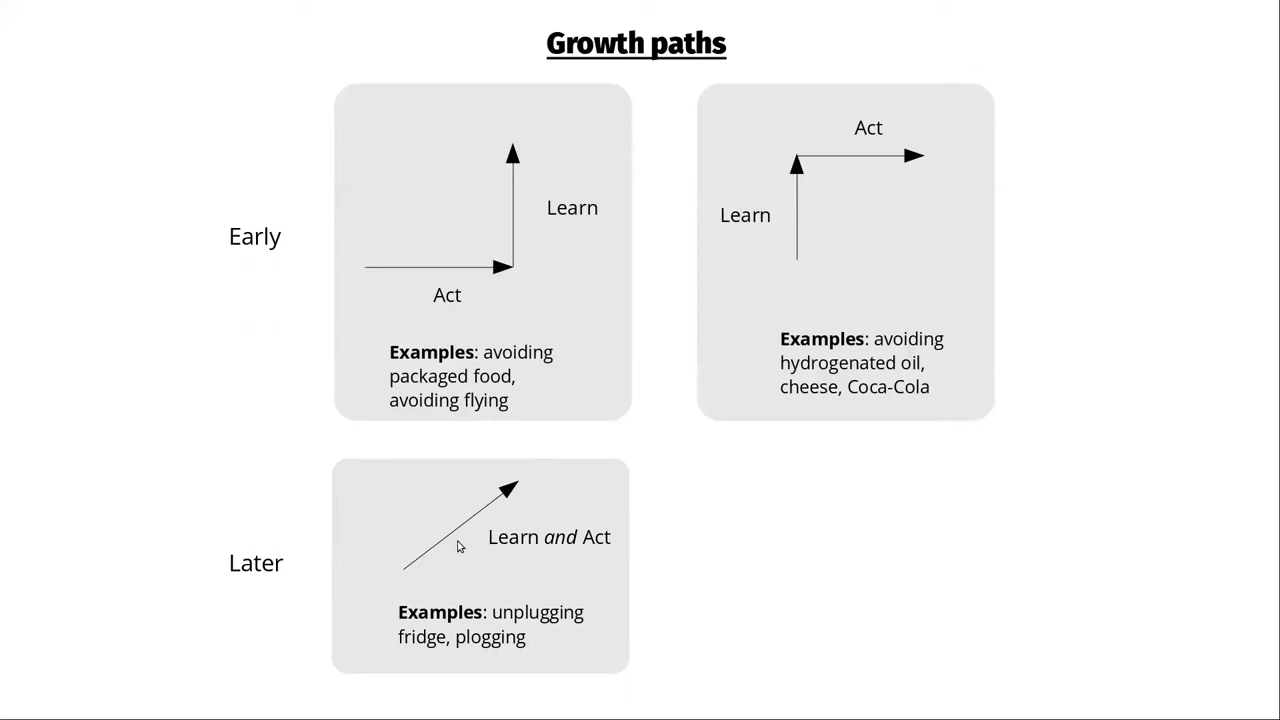 Growth paths
Early
Learn
Act
Examples: avoiding
packaged food,
avoiding flying
Act
Learn
Examples: avoiding
hydrogenated oil,
cheese, Coca-Cola
Later
Learn and Act
Examples: unplugging
fridge, plogging